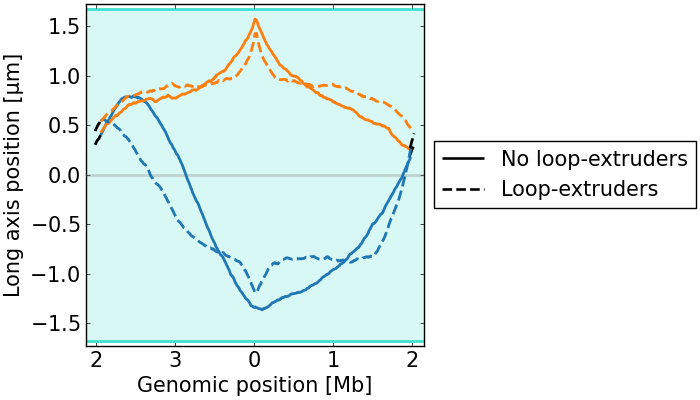 1.5
1.0
0.5
0.0
−0.5
−1.0
−1.5
Long axis position [μm]
2 3 0 1 2
Genomic position [Mb]
No loop-extruders
Loop-extruders